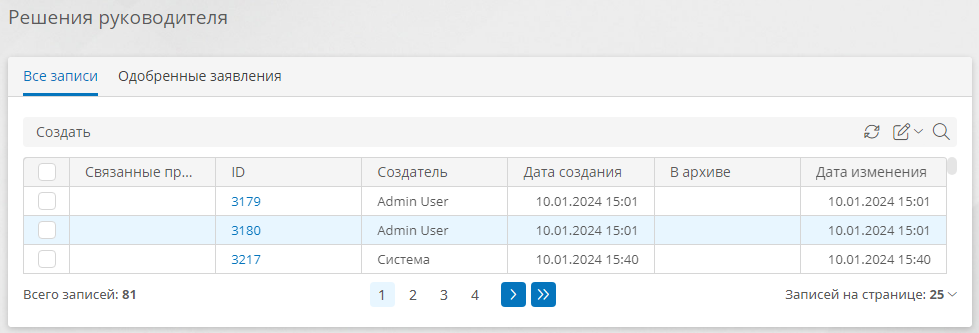 Решения руководителя
Все записи Одобренные заявления
Создать
Связанные пр... ID Создатель Дата создания В архиве Дата изменения
3179 Admin User 10.01.2024 15:01 10.01.2024 15:01
3180 Admin User 10.01.2024 15:01 10.01.2024 15:01
3217 Система 10.01.2024 15:40 10.01.2024 15:40
Всего записей: 81 1 2 3 4 Записей на странице: 25